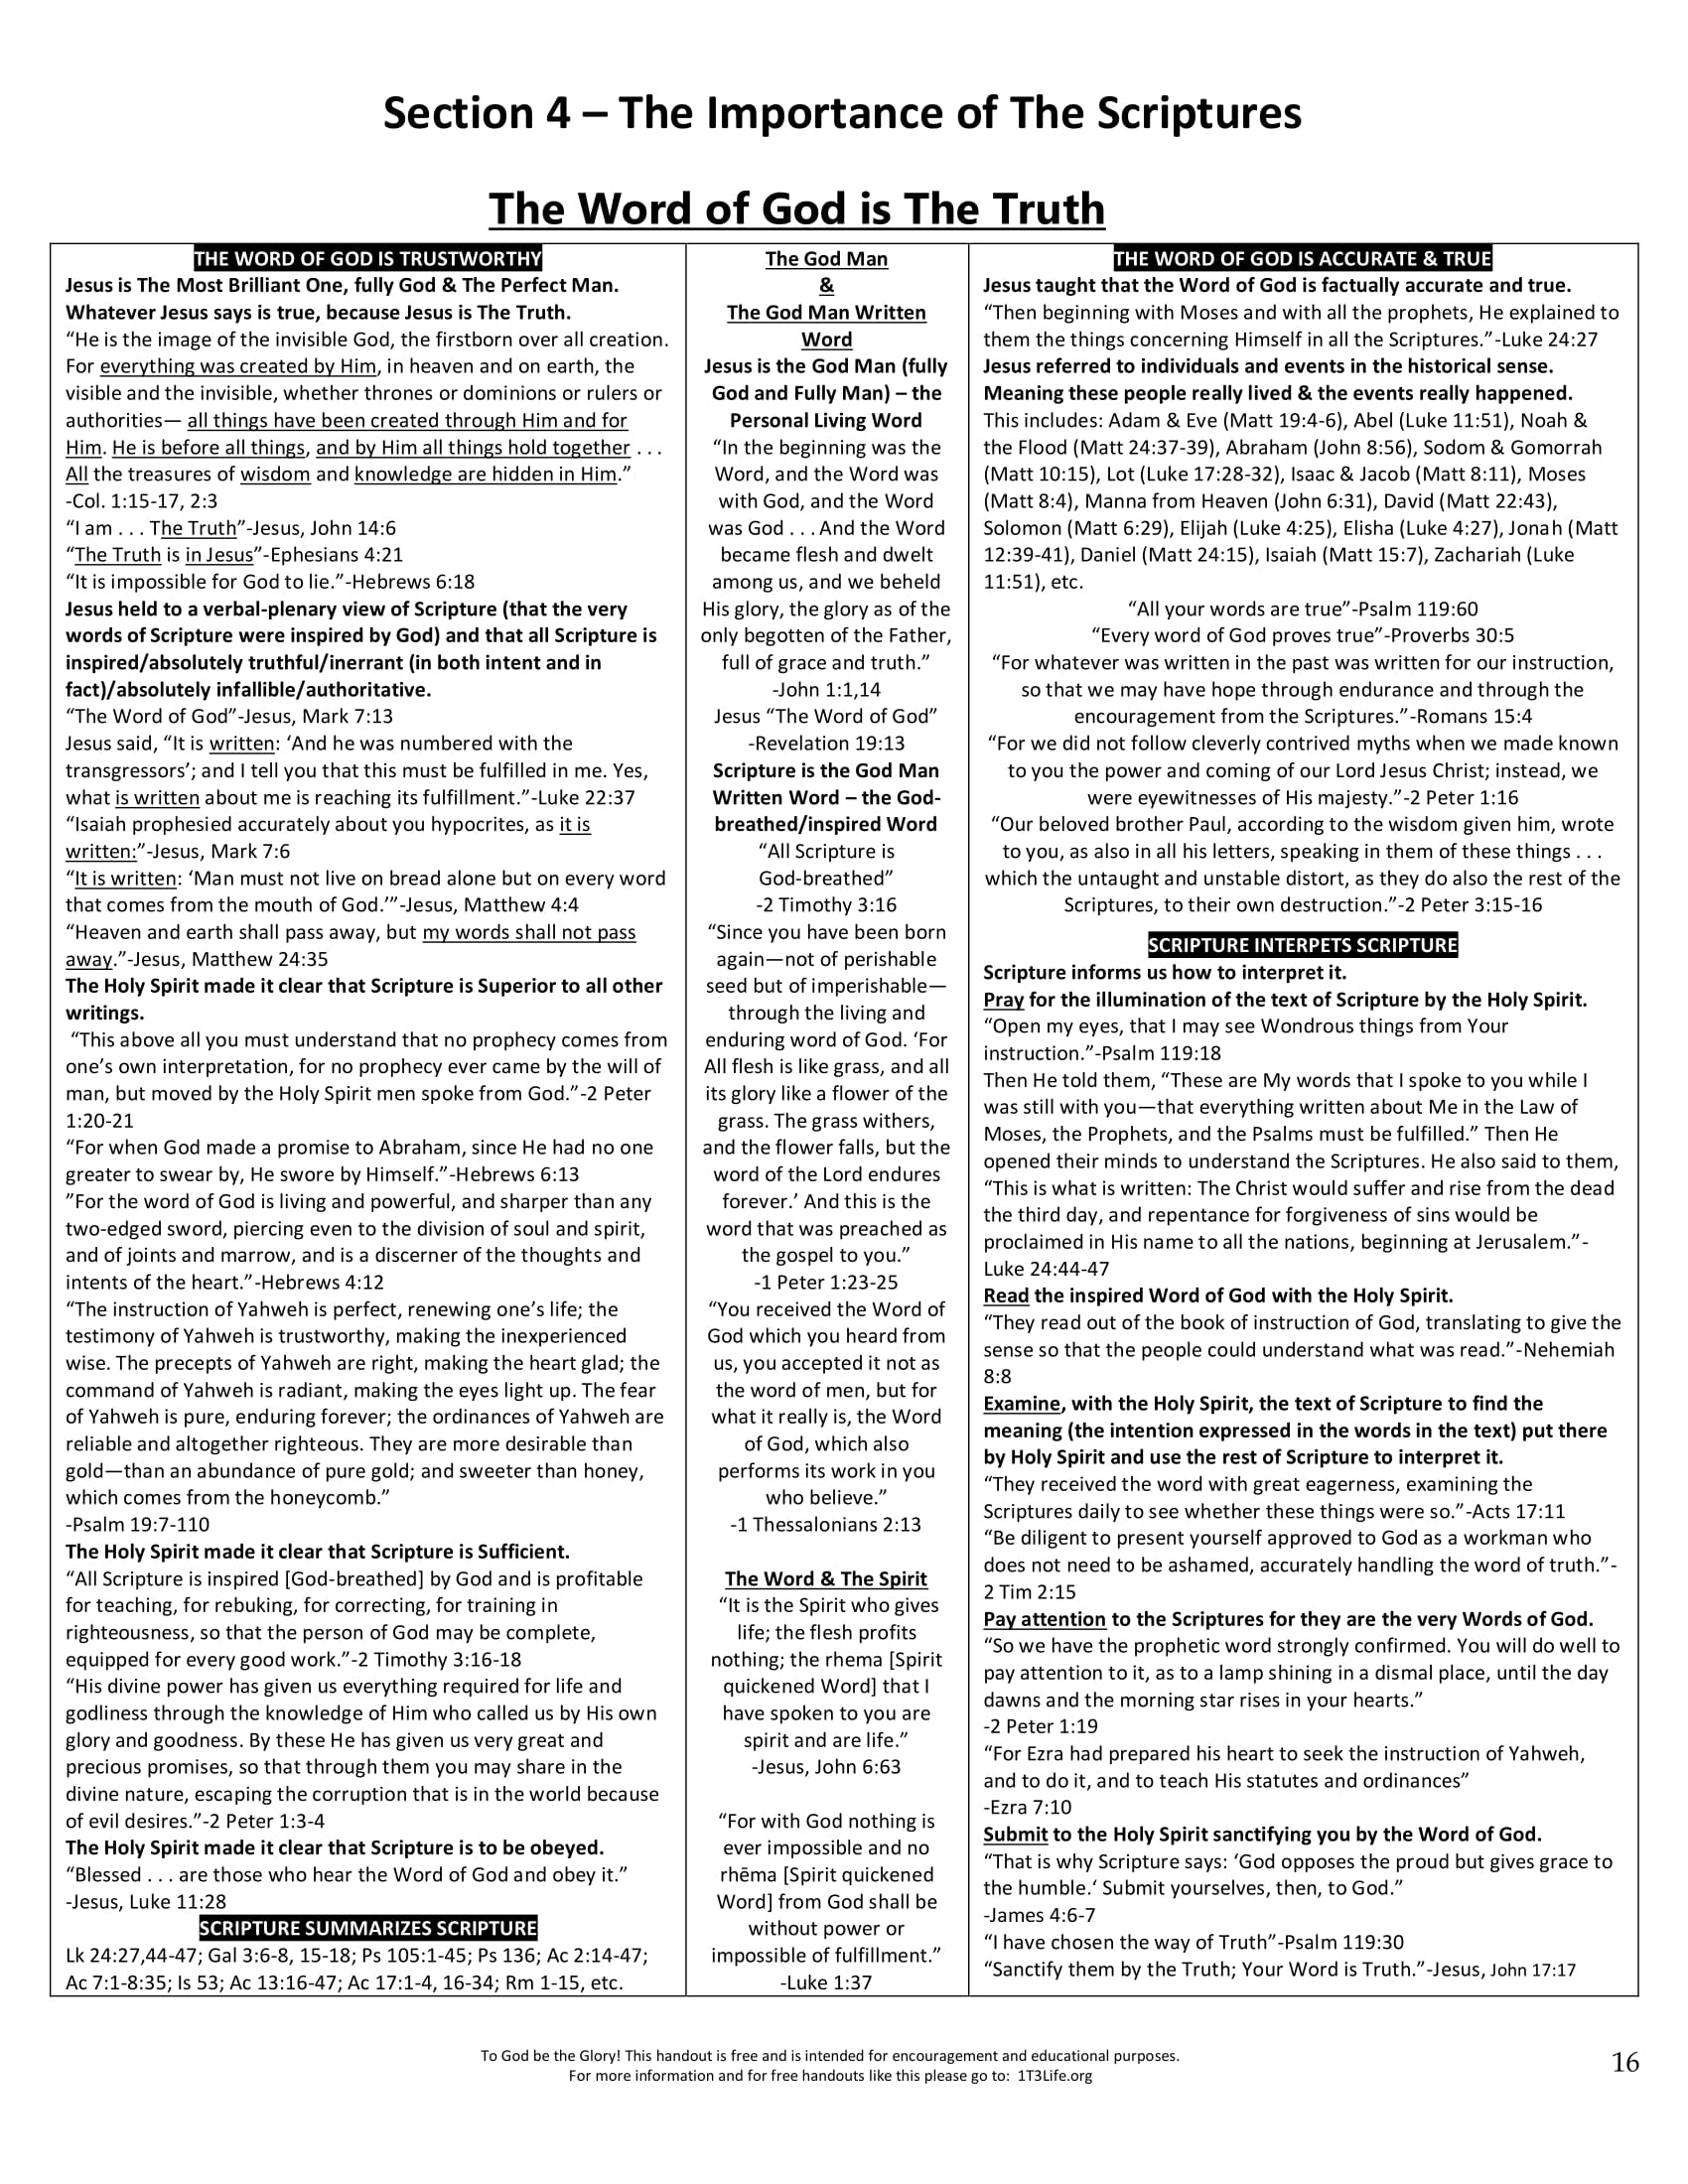 Section 4 – The Importance of The Scriptures
The Word of God is The Truth
THE WORD OF GOD IS TRUSTWORTHY
Jesus is The Most Brilliant One, fully God & The Perfect Man.
Whatever Jesus says is true, because Jesus is The Truth.
“He is the image of the invisible God, the firstborn over all creation.
For everything was created by Him, in heaven and on earth, the
visible and the invisible, whether thrones or dominions or rulers or
authorities— all things have been created through Him and for
Him. He is before all things, and by Him all things hold together . . .
All the treasures of wisdom and knowledge are hidden in Him.”
-Col. 1:15-17, 2:3
“I am . . . The Truth”-Jesus, John 14:6
“The Truth is in Jesus”-Ephesians 4:21
“It is impossible for God to lie.”-Hebrews 6:18
Jesus held to a verbal-plenary view of Scripture (that the very
words of Scripture were inspired by God) and that all Scripture is
inspired/absolutely truthful/inerrant (in both intent and in
fact)/absolutely infallible/authoritative.
“The Word of God”-Jesus, Mark 7:13
Jesus said, “It is written: ‘And he was numbered with the
transgressors’; and I tell you that this must be fulfilled in me. Yes,
what is written about me is reaching its fulfillment.”-Luke 22:37
“Isaiah prophesied accurately about you hypocrites, as it is
written:”-Jesus, Mark 7:6
“It is written: ‘Man must not live on bread alone but on every word
that comes from the mouth of God.’”-Jesus, Matthew 4:4
“Heaven and earth shall pass away, but my words shall not pass
away.”-Jesus, Matthew 24:35
The Holy Spirit made it clear that Scripture is Superior to all other
writings.
“This above all you must understand that no prophecy comes from
one’s own interpretation, for no prophecy ever came by the will of
man, but moved by the Holy Spirit men spoke from God.”-2 Peter
1:20-21
“For when God made a promise to Abraham, since He had no one
greater to swear by, He swore by Himself.”-Hebrews 6:13
”For the word of God is living and powerful, and sharper than any
two-edged sword, piercing even to the division of soul and spirit,
and of joints and marrow, and is a discerner of the thoughts and
intents of the heart.”-Hebrews 4:12
“The instruction of Yahweh is perfect, renewing one’s life; the
testimony of Yahweh is trustworthy, making the inexperienced
wise. The precepts of Yahweh are right, making the heart glad; the
command of Yahweh is radiant, making the eyes light up. The fear
of Yahweh is pure, enduring forever; the ordinances of Yahweh are
reliable and altogether righteous. They are more desirable than
gold—than an abundance of pure gold; and sweeter than honey,
which comes from the honeycomb.”
-Psalm 19:7-110
The Holy Spirit made it clear that Scripture is Sufficient.
“All Scripture is inspired [God-breathed] by God and is profitable
for teaching, for rebuking, for correcting, for training in
righteousness, so that the person of God may be complete,
equipped for every good work.”-2 Timothy 3:16-18
“His divine power has given us everything required for life and
godliness through the knowledge of Him who called us by His own
glory and goodness. By these He has given us very great and
precious promises, so that through them you may share in the
divine nature, escaping the corruption that is in the world because
of evil desires.”-2 Peter 1:3-4
The Holy Spirit made it clear that Scripture is to be obeyed.
“Blessed . . . are those who hear the Word of God and obey it.”
-Jesus, Luke 11:28
SCRIPTURE SUMMARIZES SCRIPTURE
Lk 24:27,44-47; Gal 3:6-8, 15-18; Ps 105:1-45; Ps 136; Ac 2:14-47;
Ac 7:1-8:35; Is 53; Ac 13:16-47; Ac 17:1-4, 16-34; Rm 1-15, etc.
The God Man
&
The God Man Written
Word
Jesus is the God Man (fully
God and Fully Man) – the
Personal Living Word
“In the beginning was the
Word, and the Word was
with God, and the Word
was God . . . And the Word
became flesh and dwelt
among us, and we beheld
His glory, the glory as of the
only begotten of the Father,
full of grace and truth.”
-John 1:1,14
Jesus “The Word of God”
-Revelation 19:13
Scripture is the God Man
Written Word – the God-
breathed/inspired Word
“All Scripture is
God-breathed”
-2 Timothy 3:16
“Since you have been born
again—not of perishable
seed but of imperishable—
through the living and
enduring word of God. ‘For
All flesh is like grass, and all
its glory like a flower of the
grass. The grass withers,
and the flower falls, but the
word of the Lord endures
forever.’ And this is the
word that was preached as
the gospel to you.”
-1 Peter 1:23-25
“You received the Word of
God which you heard from
us, you accepted it not as
the word of men, but for
what it really is, the Word
of God, which also
performs its work in you
who believe.”
-1 Thessalonians 2:13
The Word & The Spirit
“It is the Spirit who gives
life; the flesh profits
nothing; the rhema [Spirit
quickened Word] that I
have spoken to you are
spirit and are life.”
-Jesus, John 6:63
“For with God nothing is
ever impossible and no
rhēma [Spirit quickened
Word] from God shall be
without power or
impossible of fulfillment.”
-Luke 1:37
THE WORD OF GOD IS ACCURATE & TRUE
Jesus taught that the Word of God is factually accurate and true.
“Then beginning with Moses and with all the prophets, He explained to
them the things concerning Himself in all the Scriptures.”-Luke 24:27
Jesus referred to individuals and events in the historical sense.
Meaning these people really lived & the events really happened.
This includes: Adam & Eve (Matt 19:4-6), Abel (Luke 11:51), Noah &
the Flood (Matt 24:37-39), Abraham (John 8:56), Sodom & Gomorrah
(Matt 10:15), Lot (Luke 17:28-32), Isaac & Jacob (Matt 8:11), Moses
(Matt 8:4), Manna from Heaven (John 6:31), David (Matt 22:43),
Solomon (Matt 6:29), Elijah (Luke 4:25), Elisha (Luke 4:27), Jonah (Matt
12:39-41), Daniel (Matt 24:15), Isaiah (Matt 15:7), Zachariah (Luke
11:51), etc.
“All your words are true”-Psalm 119:60
“Every word of God proves true”-Proverbs 30:5
“For whatever was written in the past was written for our instruction,
so that we may have hope through endurance and through the
encouragement from the Scriptures.”-Romans 15:4
“For we did not follow cleverly contrived myths when we made known
to you the power and coming of our Lord Jesus Christ; instead, we
were eyewitnesses of His majesty.”-2 Peter 1:16
“Our beloved brother Paul, according to the wisdom given him, wrote
to you, as also in all his letters, speaking in them of these things . . .
which the untaught and unstable distort, as they do also the rest of the
Scriptures, to their own destruction.”-2 Peter 3:15-16
SCRIPTURE INTERPETS SCRIPTURE
Scripture informs us how to interpret it.
Pray for the illumination of the text of Scripture by the Holy Spirit.
“Open my eyes, that I may see Wondrous things from Your
instruction.”-Psalm 119:18
Then He told them, “These are My words that I spoke to you while I
was still with you—that everything written about Me in the Law of
Moses, the Prophets, and the Psalms must be fulfilled.” Then He
opened their minds to understand the Scriptures. He also said to them,
“This is what is written: The Christ would suffer and rise from the dead
the third day, and repentance for forgiveness of sins would be
proclaimed in His name to all the nations, beginning at Jerusalem.”-
Luke 24:44-47
Read the inspired Word of God with the Holy Spirit.
“They read out of the book of instruction of God, translating to give the
sense so that the people could understand what was read.”-Nehemiah
8:8
Examine, with the Holy Spirit, the text of Scripture to find the
meaning (the intention expressed in the words in the text) put there
by Holy Spirit and use the rest of Scripture to interpret it.
“They received the word with great eagerness, examining the
Scriptures daily to see whether these things were so.”-Acts 17:11
“Be diligent to present yourself approved to God as a workman who
does not need to be ashamed, accurately handling the word of truth.”-
2 Tim 2:15
Pay attention to the Scriptures for they are the very Words of God.
“So we have the prophetic word strongly confirmed. You will do well to
pay attention to it, as to a lamp shining in a dismal place, until the day
dawns and the morning star rises in your hearts.”
-2 Peter 1:19
“For Ezra had prepared his heart to seek the instruction of Yahweh,
and to do it, and to teach His statutes and ordinances”
-Ezra 7:10
Submit to the Holy Spirit sanctifying you by the Word of God.
“That is why Scripture says: ‘God opposes the proud but gives grace to
the humble.‘ Submit yourselves, then, to God.”
-James 4:6-7
“I have chosen the way of Truth”-Psalm 119:30
“Sanctify them by the Truth; Your Word is Truth.”-Jesus, John 17:17
To God be the Glory! This handout is free and is intended for encouragement and educational purposes.
For more information and for free handouts like this please go to: 1T3Life.org
16